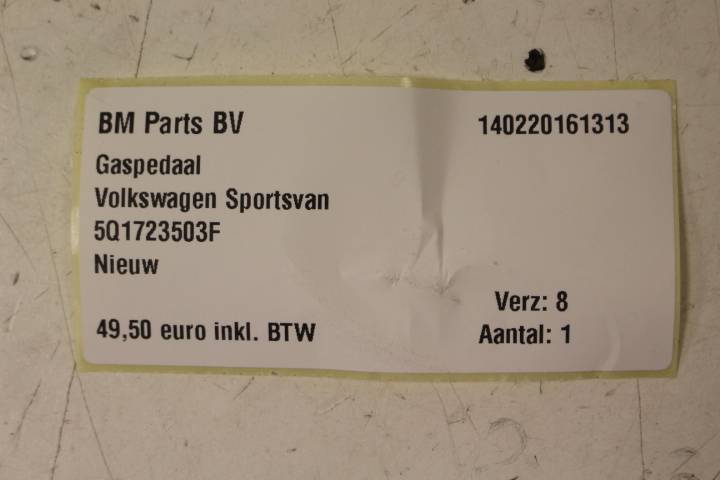 BM Parts BV 140220161313
Gaspedaal
Volkswagen Sportsvan
5Q1723503F
Nieuw
Verz: 8
49,50 euro inkl. BTW Aantal: 1